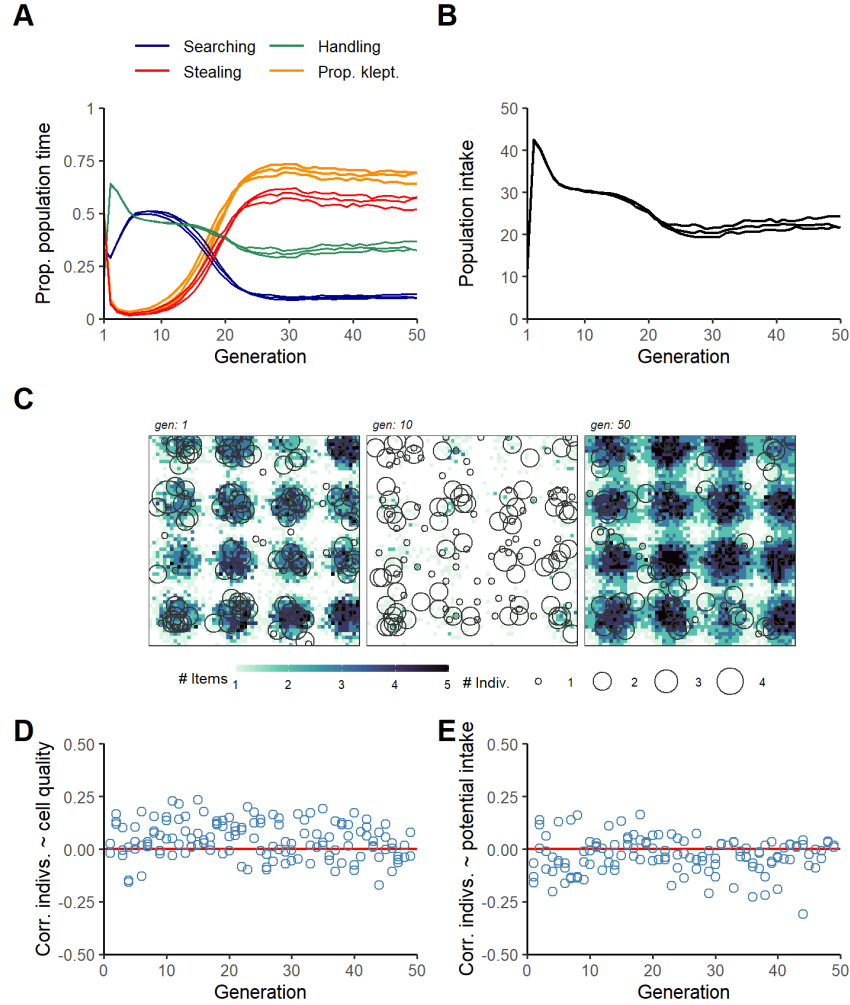 A
Searching
Handling
Stealing
Prop. klept.
Prop. population time
1
0.75
0.5
0.25
0
1
10
20
30
40
50
Generation
B
Population intake
50
40
30
20
10
0
1
10
20
30
40
50
Generation
C
gen: 1
gen: 10
gen: 50
# Items
1
2
3
4
5
# Indiv.
1
2
3
4
D
Corr. indivs. ~ cell quality
0.50
0.25
0.00
-0.25
-0.50
0
10
20
30
40
50
Generation
E
Corr. indivs. ~ potential intake
0.50
0.25
0.00
-0.25
-0.50
0
10
20
30
40
50
Generation